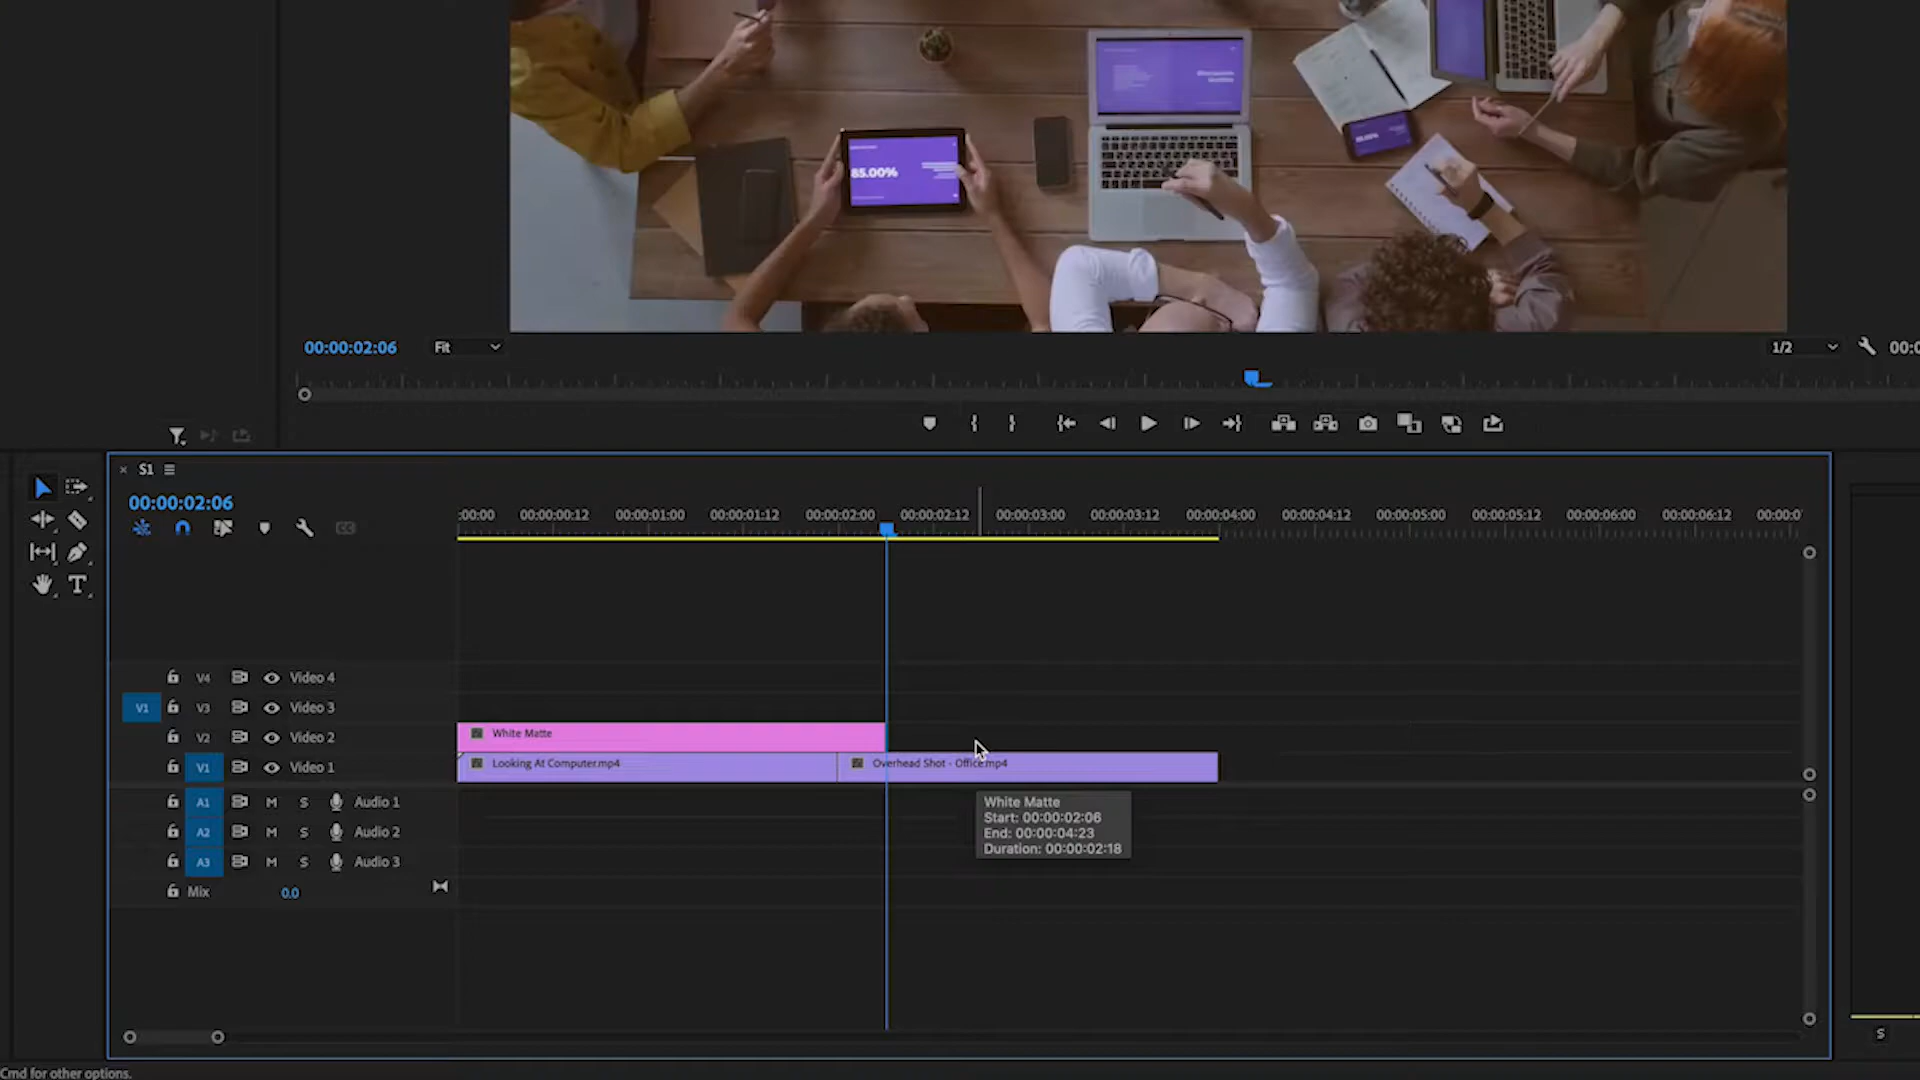 85.00%
00:00:02:06
Fit
1/2
00:0
S1
00:00:02:06
:00:00
00:00:00:12
00:00:01:00
00:00:01:12
00:00:02:00
00:00:02:12
00:00:03:00
00:00:03:12
00:00:04:00
00:00:04:12
00:00:05:00
00:00:05:12
00:00:06:00
00:00:06:12
00:00:0
V4 Video 4
V1 V3 Video 3
V2 Video 2
White Matte
V1 Video 1
Looking At Computer.mp4
Overhead Shot - Office.mp4
A1 M S Audio 1
A2 M S Audio 2
A3 M S Audio 3
Mix 0.0
White Matte
Start: 00:00:02:06
End: 00:00:04:23
Duration: 00:00:02:18
S
Cmd for other options.